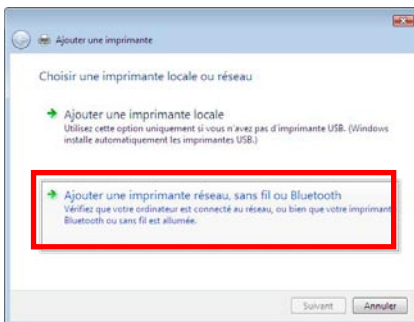 Ajouter une imprimante
Choisir une imprimante locale ou réseau
Ajouter une imprimante locale
Utilisez cette option uniquement si vous n'avez pas d'imprimante USB. (Windows
installe automatiquement les imprimantes USB.)
Ajouter une imprimante réseau, sans fil ou Bluetooth
Vérifiez que votre ordinateur est connecté au réseau, ou bien que votre imprimant
Bluetooth ou sans fil est allumée.
Suivant Annuler